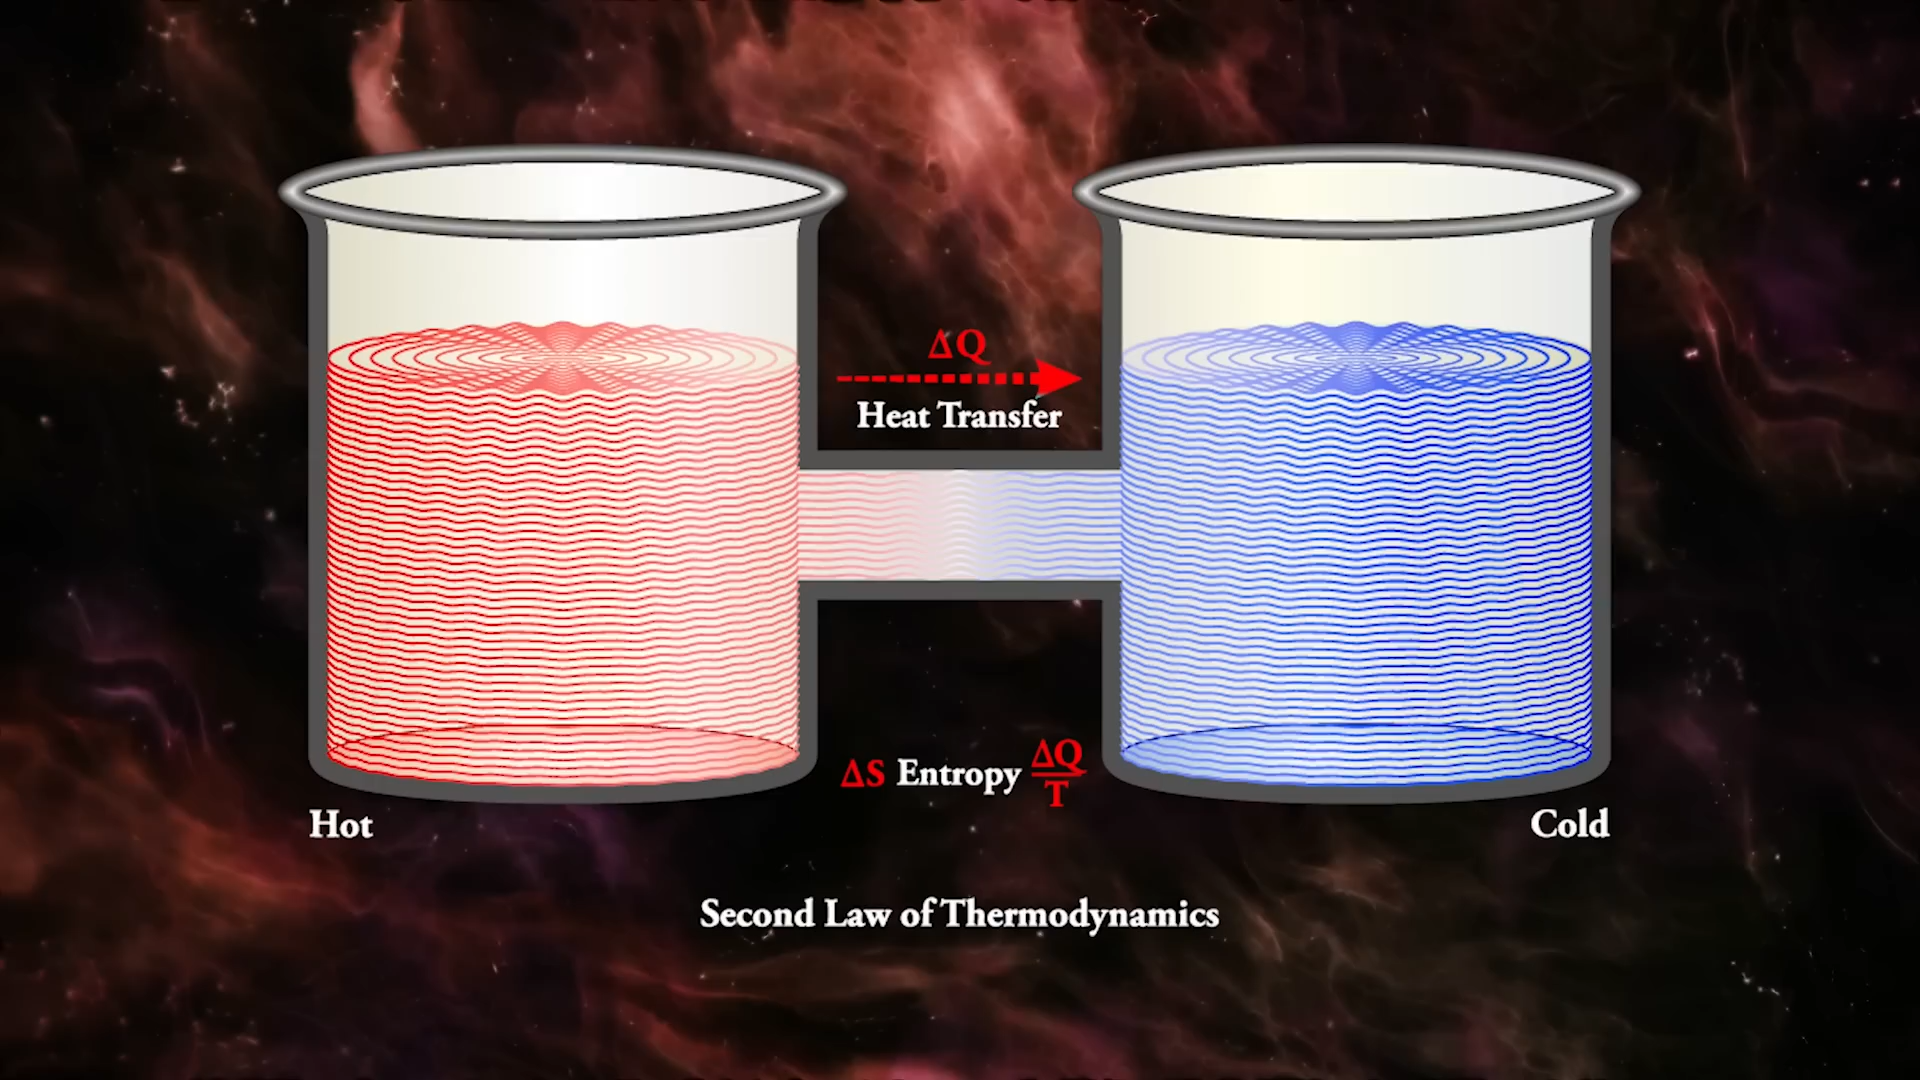 ΔQ
Heat Transfer
ΔS Entropy ΔQ/T
Hot
Cold
Second Law of Thermodynamics